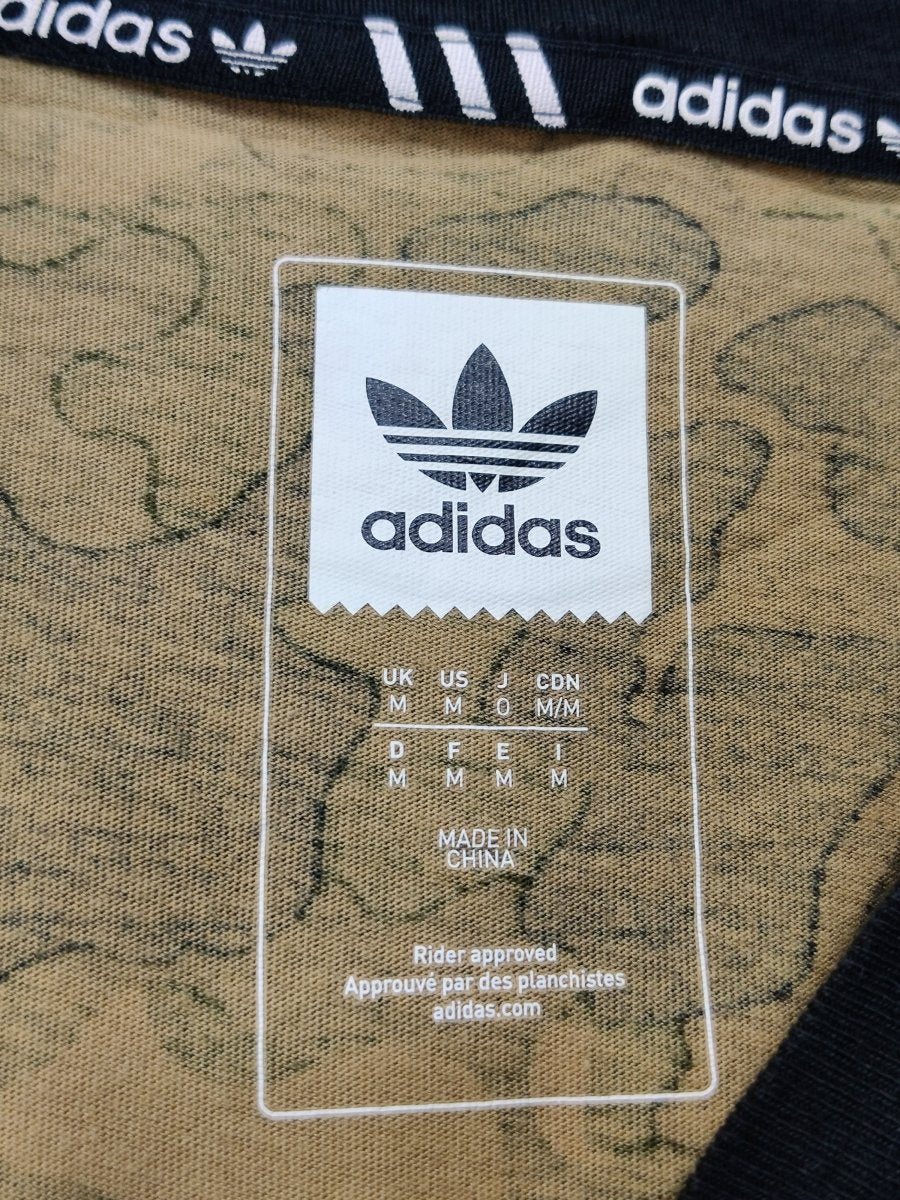 adidas
adidas
adidas
UK US J CDN
M M O M/M
D F E I
M M M M
MADE IN
CHINA
Rider approved
Approuvé par des planchistes
adidas.com